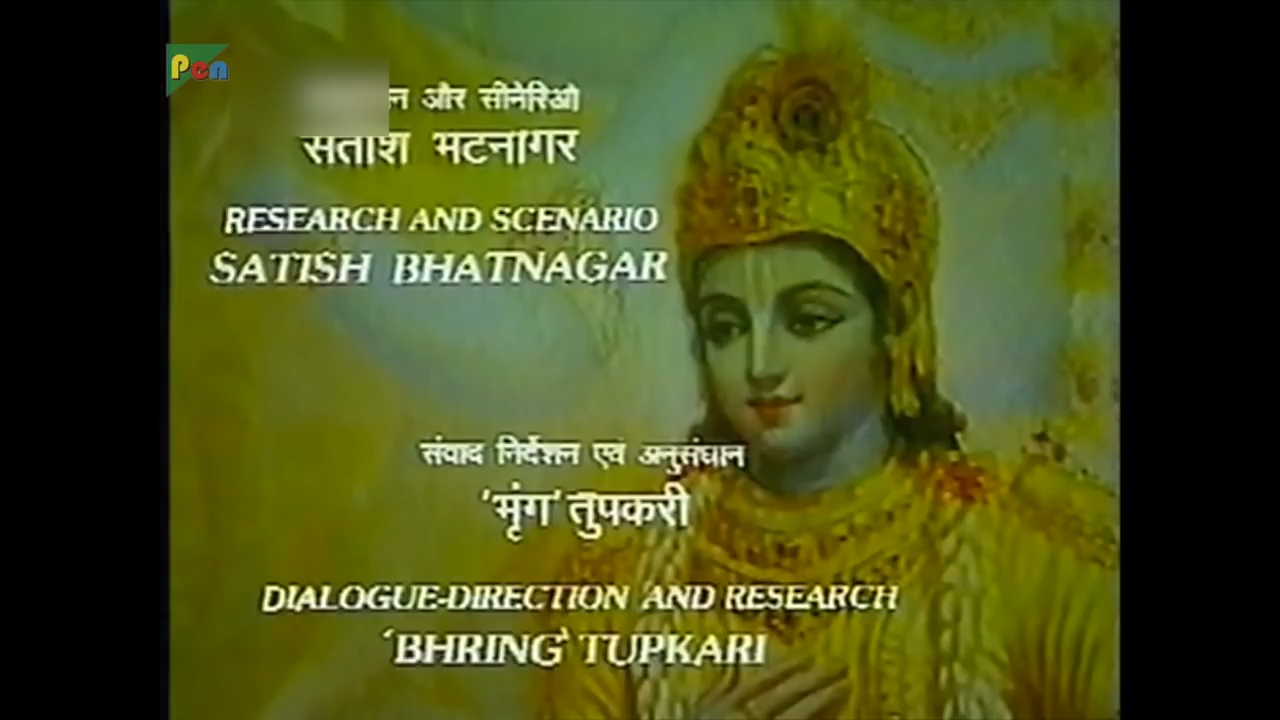 Pen
और सीनेरिओ
सतीश भटनागर
RESEARCH AND SCENARIO
SATISH BHATNAGAR
संवाद निर्देशन एवं अनुसंधान
'भृंग' तुपकरी
DIALOGUE-DIRECTION AND RESEARCH
'BHRING' TUPKARI